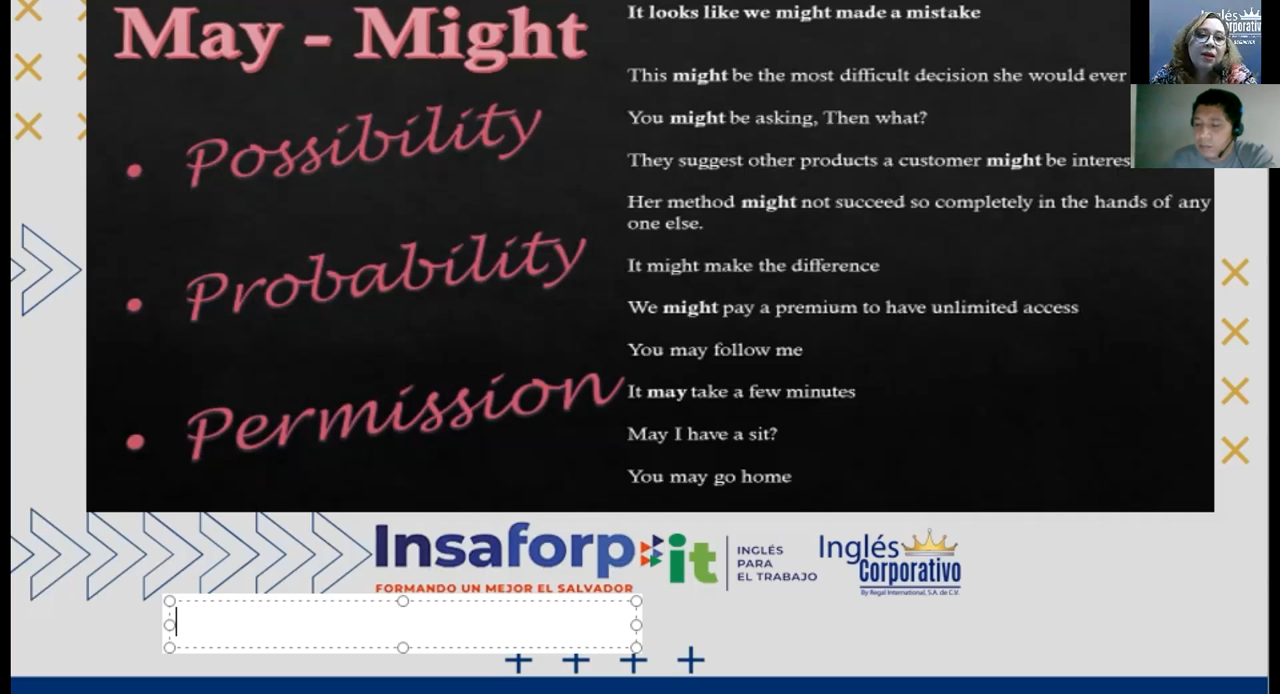 May - Might
• Possibility
• Probability
• Permission
It looks like we might made a mistake
This might be the most difficult decision she would ever
You might be asking, Then what?
They suggest other products a customer might be
Her method might not succeed so completely in the hands of any
one else.
It might make the difference
We might pay a premium to have unlimited access
You may follow me
It may take a few minutes
May I have a sit?
You may go home
Insaforp it
FORMANDO UN MEJOR EL SALVADOR
INGLÉS
PARA
EL TRABAJO
Inglés
Corporativo
By Regal International, S.A. de C.V.